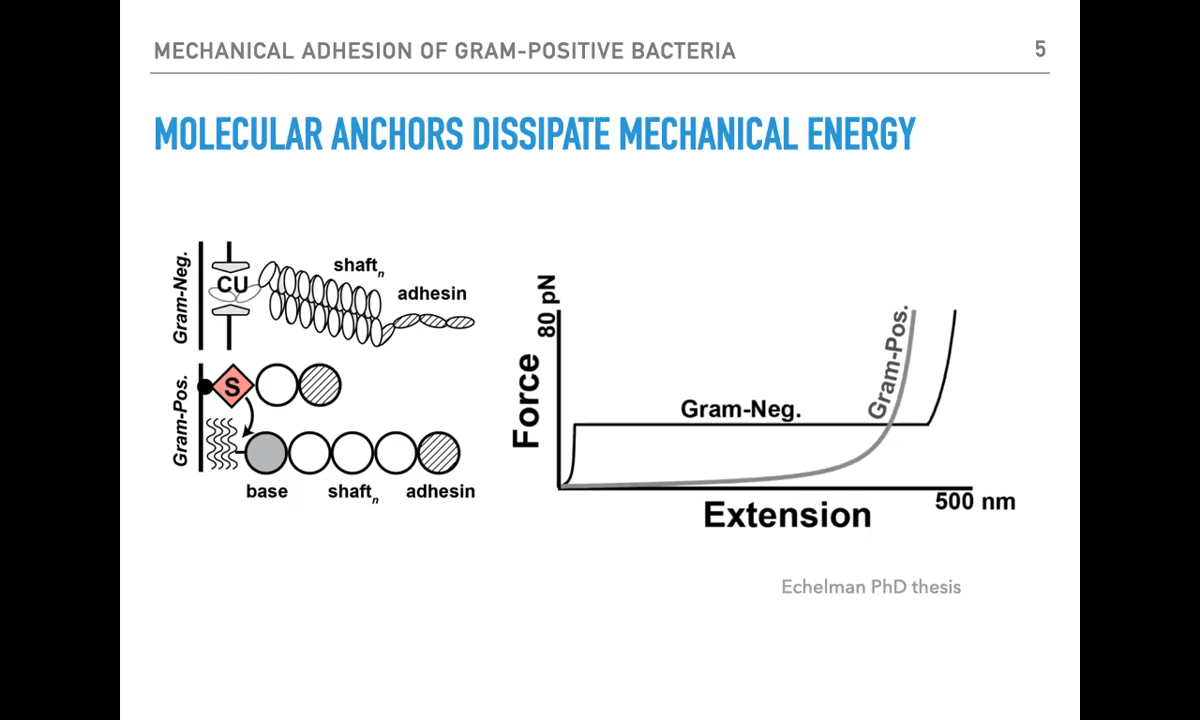 MECHANICAL ADHESION OF GRAM-POSITIVE BACTERIA
5
MOLECULAR ANCHORS DISSIPATE MECHANICAL ENERGY
Gram-Neg.
CU
shaftn
adhesin
Gram-Pos.
S
base
shaftn
adhesin
Force
80 pN
Gram-Neg.
Gram-Pos.
Extension
500 nm
Echelman PhD thesis